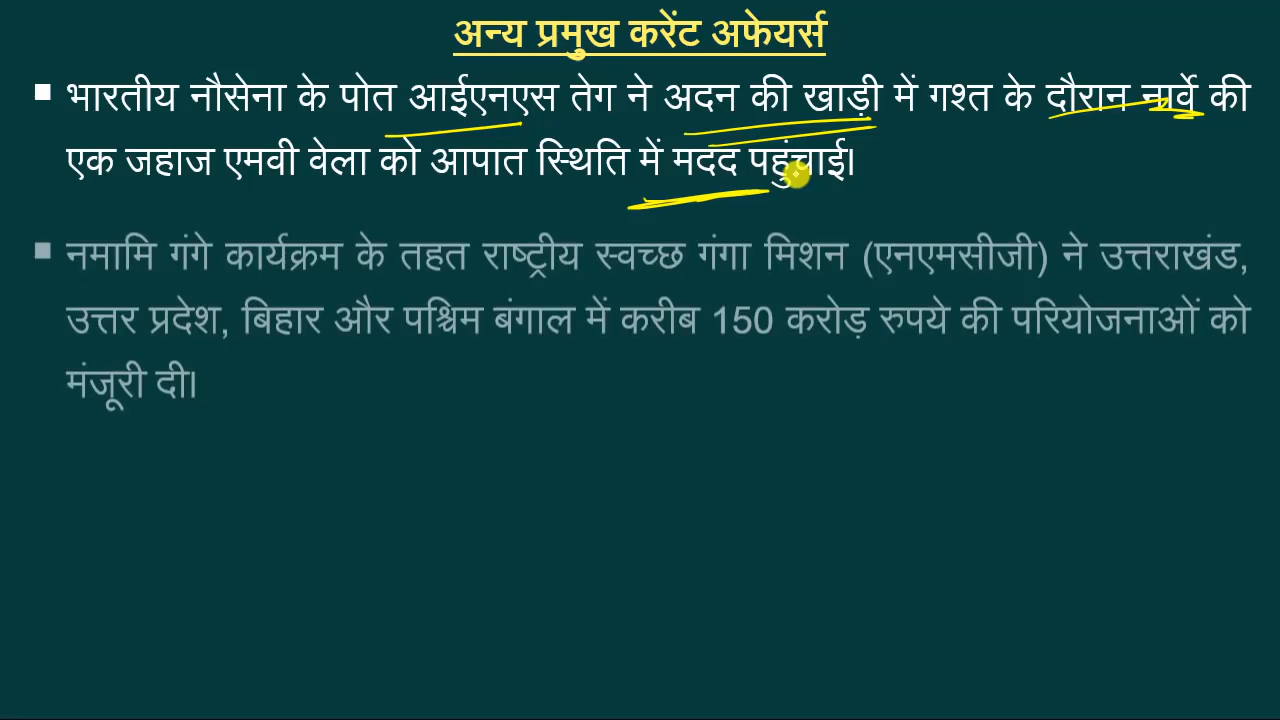 अन्य प्रमुख करेंट अफेयर्स
▪ भारतीय नौसेना के पोत आईएनएस तेग ने अदन की खाड़ी में गश्त के दौरान नार्वे की
एक जहाज एमवी वेला को आपात स्थिति में मदद पहुंचाई।
▪ नमामि गंगे कार्यक्रम के तहत राष्ट्रीय स्वच्छ गंगा मिशन (एनएमसीजी) ने उत्तराखंड,
उत्तर प्रदेश, बिहार और पश्चिम बंगाल में करीब 150 करोड़ रुपये की परियोजनाओं को
मंजूरी दी।